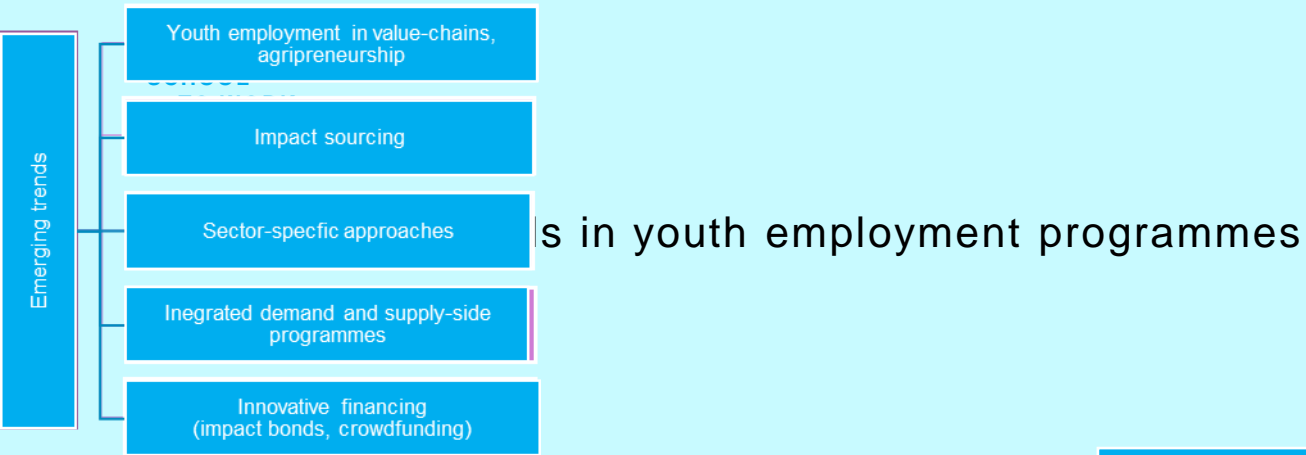 Youth employment in value-chains,
agripreneurship
Impact sourcing
Emerging trends
Sector-specfic approaches
s in youth employment programmes
Inegrated demand and supply-side
programmes
Innovative financing
(impact bonds, crowdfunding)